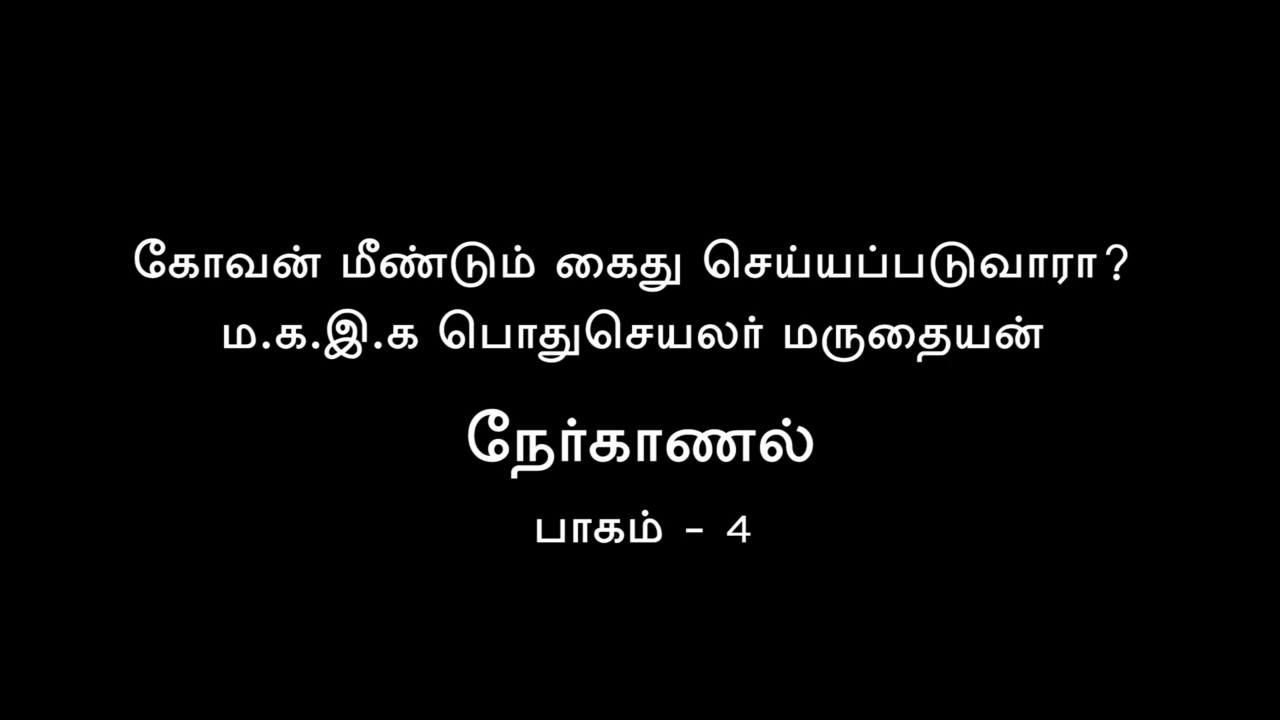 கோவன் மீண்டும் கைது செய்யப்படுவாரா?
ம.க.இ.க பொதுசெயலர் மருதையன்
நேர்காணல்
பாகம் - 4